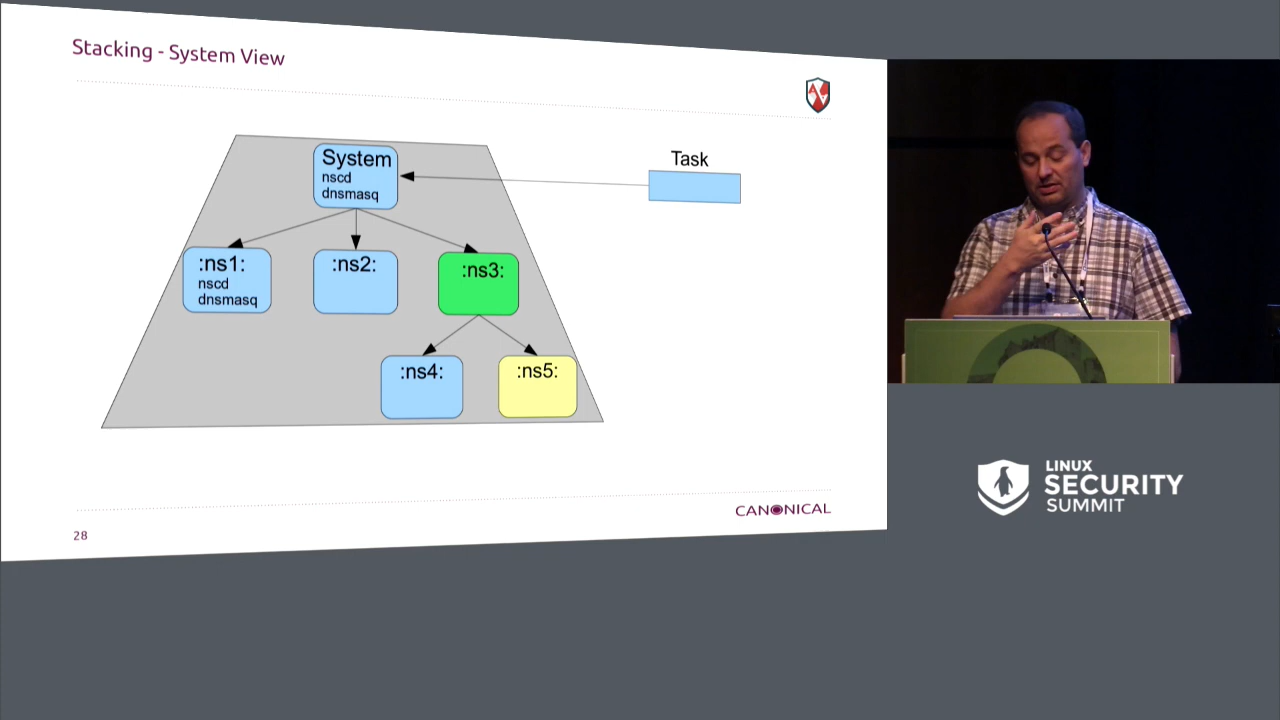 Stacking - System View
System
nscd
dnsmasq
Task
:ns1:
nscd
dnsmasq
:ns2:
:ns3:
:ns4:
:ns5:
CANONICAL
28
LINUX
SECURITY
SUMMIT